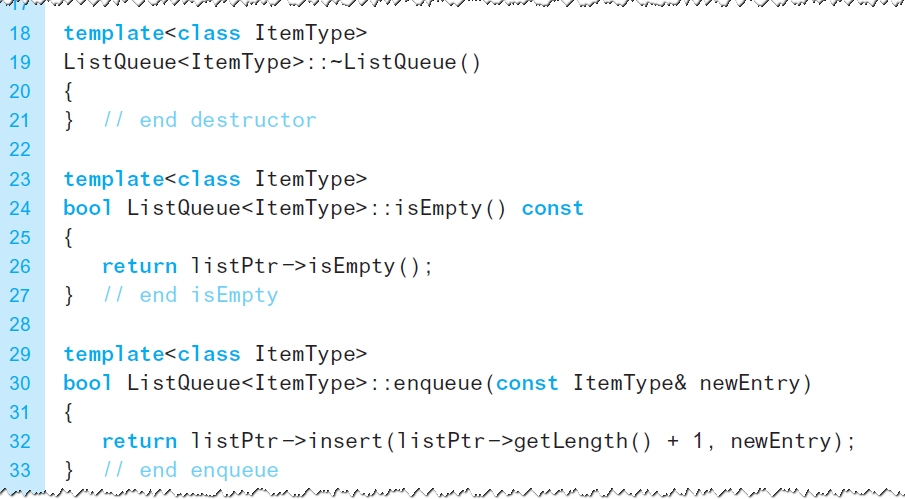 17
18 template<class ItemType>
19 ListQueue<ItemType>::~ListQueue()
20 {
21 }  // end destructor
22
23 template<class ItemType>
24 bool ListQueue<ItemType>::isEmpty() const
25 {
26    return listPtr->isEmpty();
27 }  // end isEmpty
28
29 template<class ItemType>
30 bool ListQueue<ItemType>::enqueue(const ItemType& newEntry)
31 {
32    return listPtr->insert(listPtr->getLength() + 1, newEntry);
33 }  // end enqueue